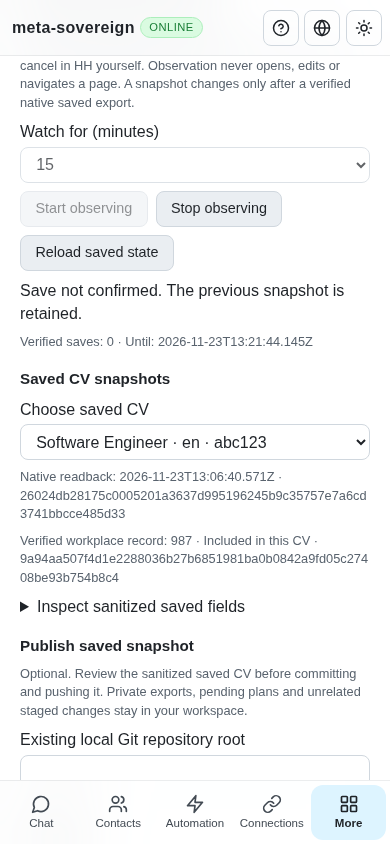 meta-sovereign ONLINE
cancel in HH yourself. Observation never opens, edits or
navigates a page. A snapshot changes only after a verified
native saved export.
Watch for (minutes)
15
Start observing Stop observing
Reload saved state
Save not confirmed. The previous snapshot is
retained.
Verified saves: 0 · Until: 2026-11-23T13:21:44.145Z
Saved CV snapshots
Choose saved CV
Software Engineer · en · abc123
Native readback: 2026-11-23T13:06:40.571Z ·
26024db28175c0005201a3637d995196245b9c35757e7a6cd
3741bbcce485d33
Verified workplace record: 987 · Included in this CV ·
9a94aa507f4d1e2288036b27b6851981ba0b0842a9fd05c274
08be93b754b8c4
Inspect sanitized saved fields
Publish saved snapshot
Optional. Review the sanitized saved CV before committing
and pushing it. Private exports, pending plans and unrelated
staged changes stay in your workspace.
Existing local Git repository root
Chat Contacts Automation Connections More